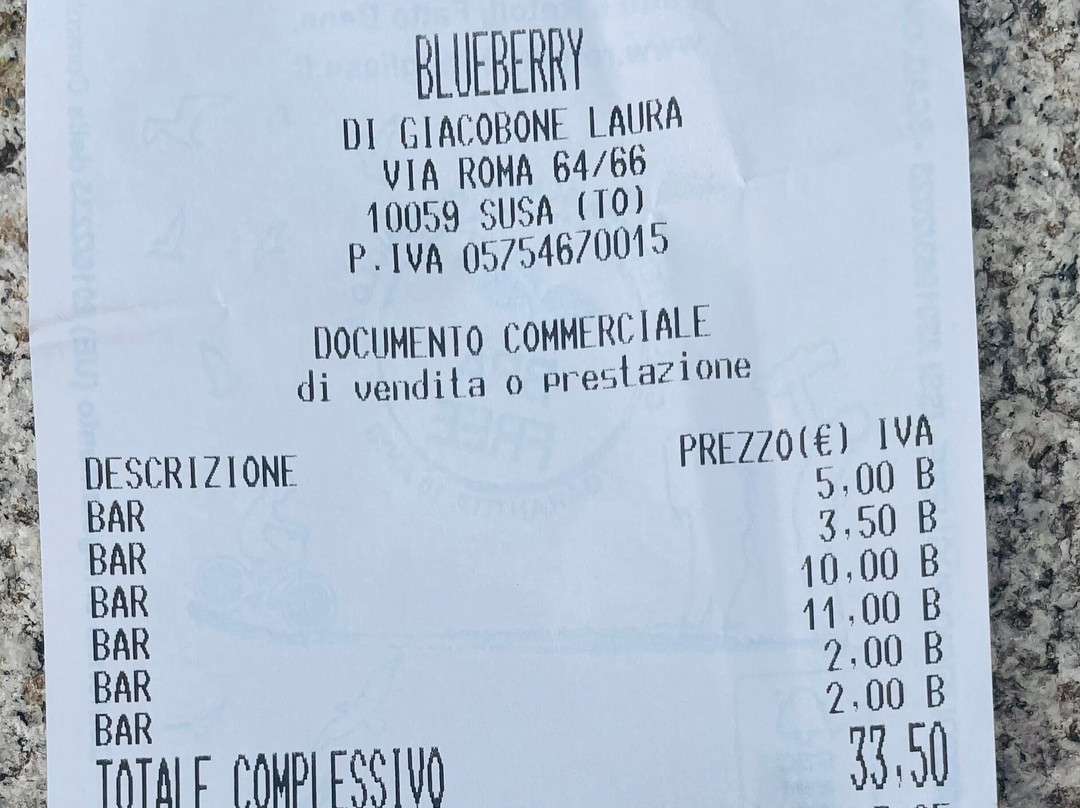 BLUEBERRY
DI GIACOBONE LAURA
VIA ROMA 64/66
10059 SUSA (TO)
P.IVA 05754670015
DOCUMENTO COMMERCIALE
di vendita o prestazione
DESCRIZIONE PREZZO(€) IVA
BAR 5,00 B
BAR 3,50 B
BAR 10,00 B
BAR 11,00 B
BAR 2,00 B
BAR 2,00 B
TOTALE COMPLESSIVO 33,50